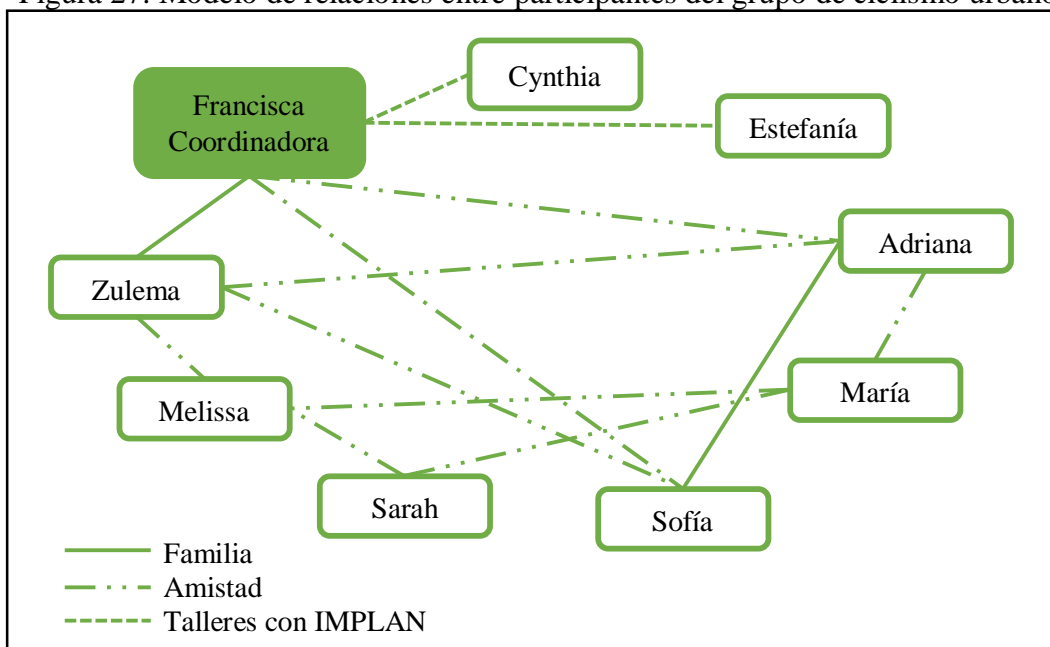 Figura 27. Modelo de relaciones entre participantes del grupo de ciclismo urbano
Cynthia
Francisca
Coordinadora
Estefanía
Adriana
Zulema
María
Melissa
Sarah
Sofía
Familia
Amistad
Talleres con IMPLAN